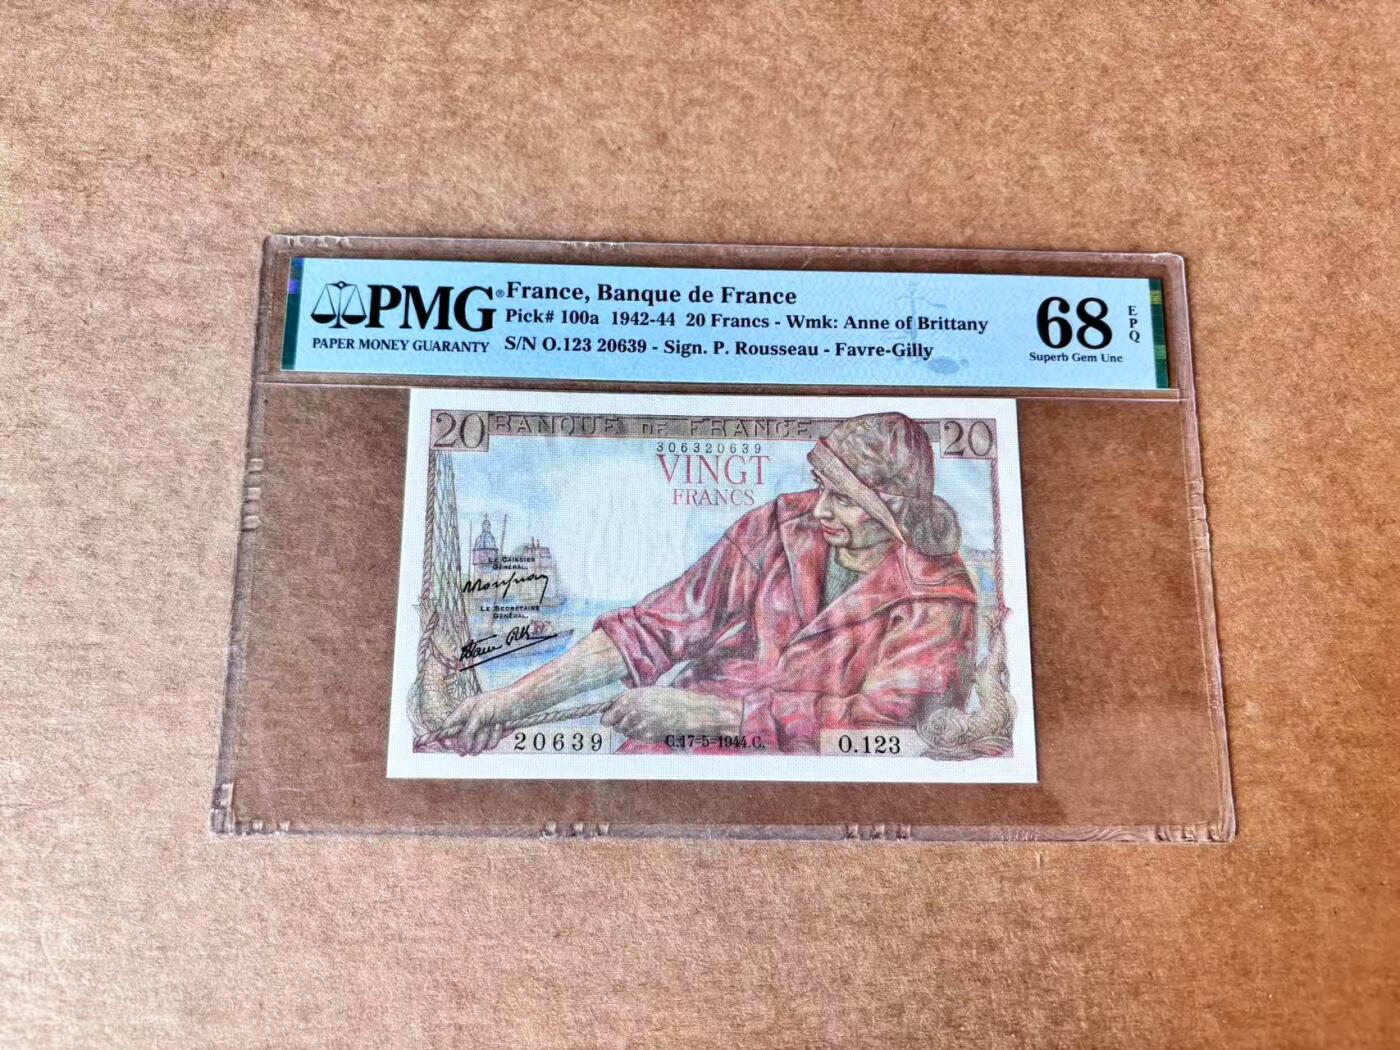 PMG®
PAPER MONEY GUARANTY
France, Banque de France
Pick# 100a 1942-44 20 Francs - Wmk: Anne of Brittany
S/N O.123 20639 - Sign. P. Rousseau - Favre-Gilly
68
EPQ
Superb Gem Unc
20 BANQUE DE FRANCE 20
306320639
VINGT
FRANCS
LE CAISSIER
GÉNÉRAL,
LE SECRÉTAIRE
GÉNÉRAL,
20639 C.17=5=1944.C. O.123